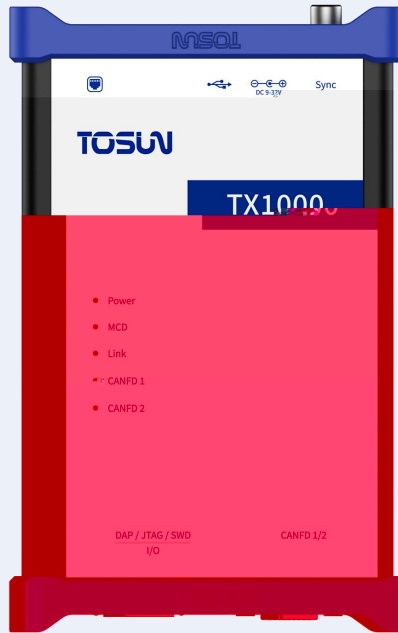 TOSUN
DC 9-32V
Sync
TOSUN
Power
MCD
Link
CANFD 1
CANFD 2
DAP / JTAG / SWD
CANFD 1/2
I/O